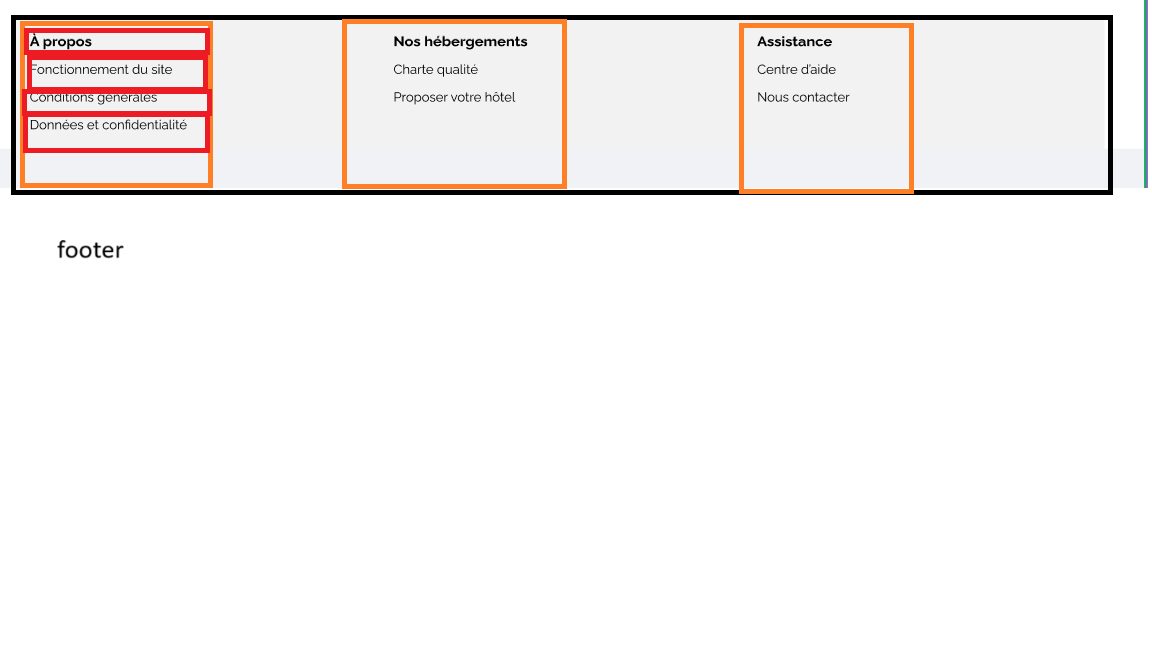 À propos
Fonctionnement du site
Conditions générales
Données et confidentialité
Nos hébergements
Charte qualité
Proposer votre hôtel
Assistance
Centre d'aide
Nous contacter
footer